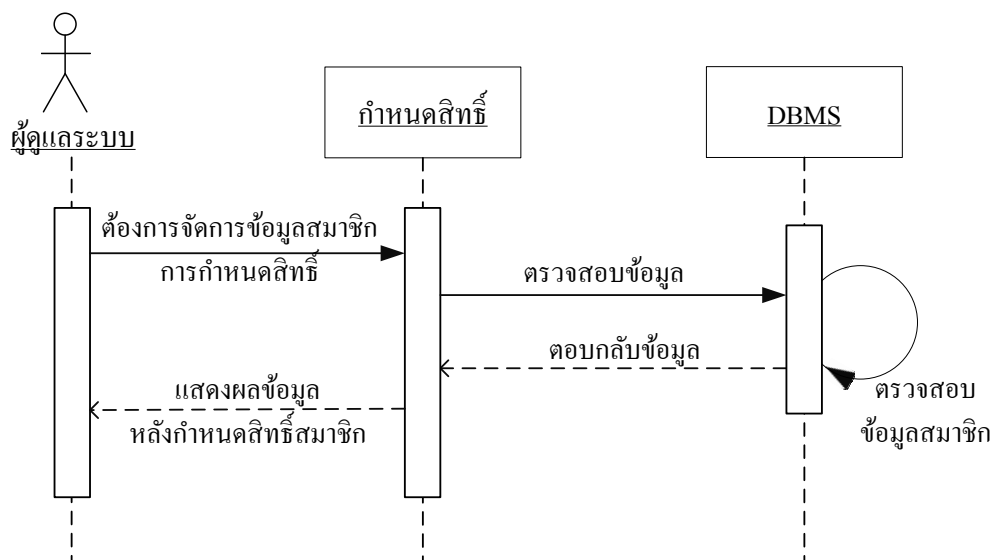 ผู้ดูแลระบบ
กำหนดสิทธิ์
DBMS
ต้องการจัดการข้อมูลสมาชิก
การกำหนดสิทธิ์
ตรวจสอบข้อมูล
ตอบกลับข้อมูล
ตรวจสอบ
ข้อมูลสมาชิก
แสดงผลข้อมูล
หลังกำหนดสิทธิ์สมาชิก